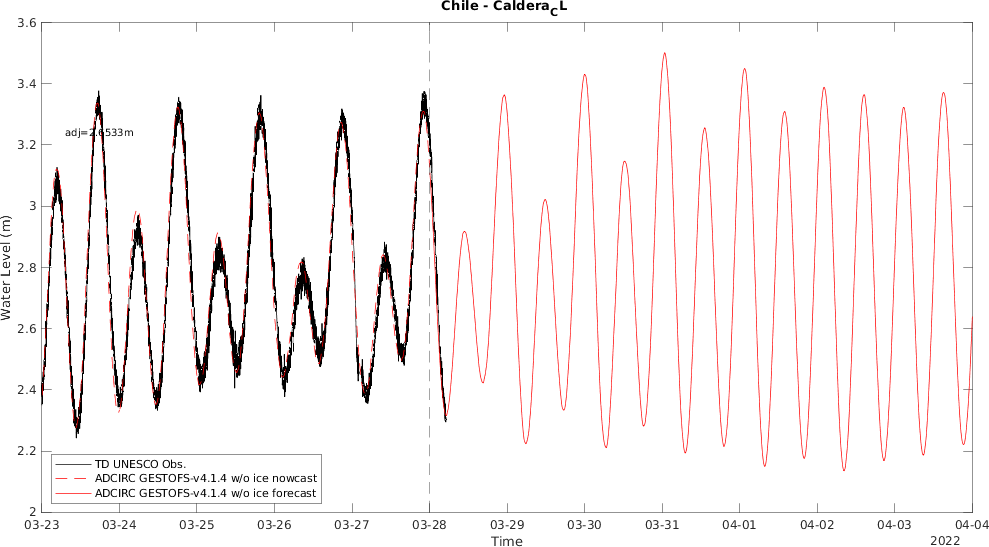 Chile - CalderaCL
3.6
3.4
3.2
3
2.8
2.6
2.4
2.2
2
Water Level (m)
adj=2.6533m
TD UNESCO Obs.
ADCIRC GESTOFS-v4.1.4 w/o ice nowcast
ADCIRC GESTOFS-v4.1.4 w/o ice forecast
03-23 03-24 03-25 03-26 03-27 03-28 03-29 03-30 03-31 04-01 04-02 04-03 04-04
Time
2022